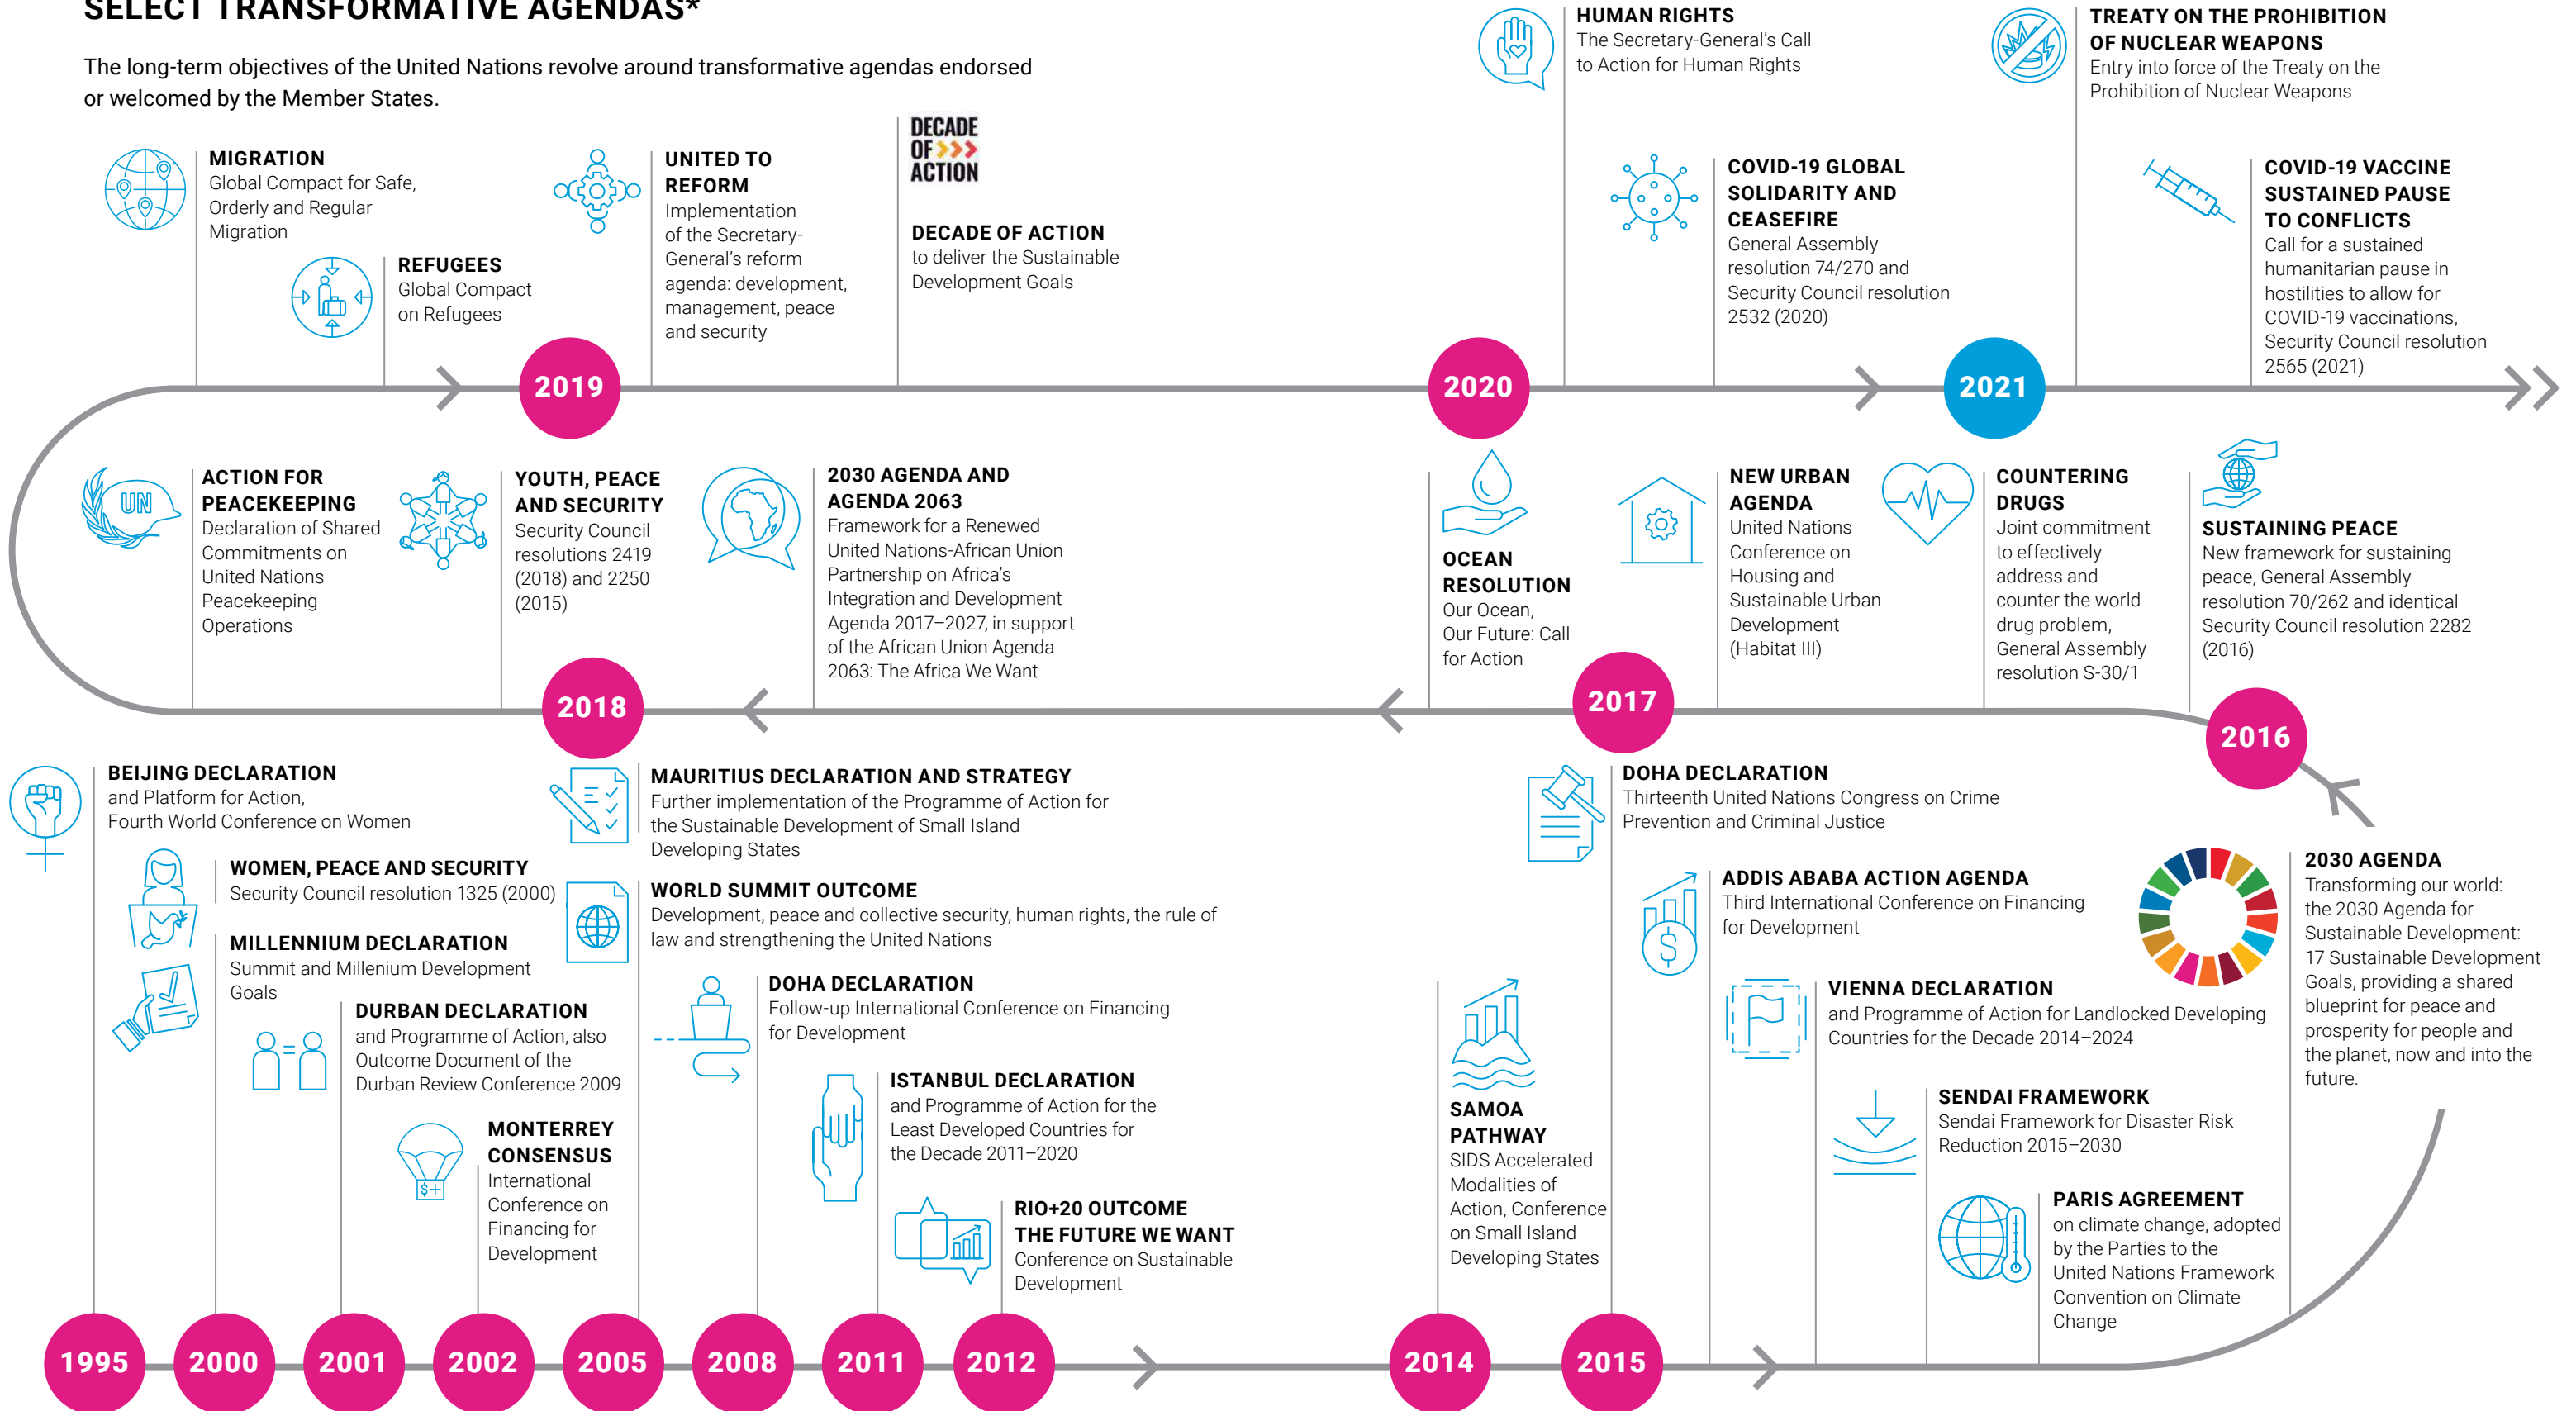 SELECT TRANSFORMATIVE AGENDAS*
The long-term objectives of the United Nations revolve around transformative agendas endorsed
or welcomed by the Member States.
MIGRATION
Global Compact for Safe,
Orderly and Regular
Migration
REFUGEES
Global Compact
on Refugees
UNITED TO
REFORM
Implementation
of the Secretary-
General's reform
agenda: development,
management, peace
and security
DECADE
OF >>>
ACTION
DECADE OF ACTION
to deliver the Sustainable
Development Goals
HUMAN RIGHTS
The Secretary-General's Call
to Action for Human Rights
COVID-19 GLOBAL
SOLIDARITY AND
CEASEFIRE
General Assembly
resolution 74/270 and
Security Council resolution
2532 (2020)
TREATY ON THE PROHIBITION
OF NUCLEAR WEAPONS
Entry into force of the Treaty on the
Prohibition of Nuclear Weapons
COVID-19 VACCINE
SUSTAINED PAUSE
TO CONFLICTS
Call for a sustained
humanitarian pause in
hostilities to allow for
COVID-19 vaccinations,
Security Council resolution
2565 (2021)
2019
2020
2021
UN
ACTION FOR
PEACEKEEPING
Declaration of Shared
Commitments on
United Nations
Peacekeeping
Operations
YOUTH, PEACE
AND SECURITY
Security Council
resolutions 2419
(2018) and 2250
(2015)
2030 AGENDA AND
AGENDA 2063
Framework for a Renewed
United Nations-African Union
Partnership on Africa's
Integration and Development
Agenda 2017–2027, in support
of the African Union Agenda
2063: The Africa We Want
OCEAN
RESOLUTION
Our Ocean,
Our Future: Call
for Action
NEW URBAN
AGENDA
United Nations
Conference on
Housing and
Sustainable Urban
Development
(Habitat III)
COUNTERING
DRUGS
Joint commitment
to effectively
address and
counter the world
drug problem,
General Assembly
resolution S-30/1
SUSTAINING PEACE
New framework for sustaining
peace, General Assembly
resolution 70/262 and identical
Security Council resolution 2282
(2016)
2018
2017
2016
BEIJING DECLARATION
and Platform for Action,
Fourth World Conference on Women
WOMEN, PEACE AND SECURITY
Security Council resolution 1325 (2000)
MILLENNIUM DECLARATION
Summit and Millenium Development
Goals
DURBAN DECLARATION
and Programme of Action, also
Outcome Document of the
Durban Review Conference 2009
$+
MONTERREY
CONSENSUS
International
Conference on
Financing for
Development
MAURITIUS DECLARATION AND STRATEGY
Further implementation of the Programme of Action for
the Sustainable Development of Small Island
Developing States
WORLD SUMMIT OUTCOME
Development, peace and collective security, human rights, the rule of
law and strengthening the United Nations
DOHA DECLARATION
Follow-up International Conference on Financing
for Development
ISTANBUL DECLARATION
and Programme of Action for the
Least Developed Countries for
the Decade 2011–2020
RIO+20 OUTCOME
THE FUTURE WE WANT
Conference on Sustainable
Development
SAMOA
PATHWAY
SIDS Accelerated
Modalities of
Action, Conference
on Small Island
Developing States
DOHA DECLARATION
Thirteenth United Nations Congress on Crime
Prevention and Criminal Justice
$
ADDIS ABABA ACTION AGENDA
Third International Conference on Financing
for Development
VIENNA DECLARATION
and Programme of Action for Landlocked Developing
Countries for the Decade 2014–2024
SENDAI FRAMEWORK
Sendai Framework for Disaster Risk
Reduction 2015–2030
PARIS AGREEMENT
on climate change, adopted
by the Parties to the
United Nations Framework
Convention on Climate
Change
2030 AGENDA
Transforming our world:
the 2030 Agenda for
Sustainable Development:
17 Sustainable Development
Goals, providing a shared
blueprint for peace and
prosperity for people and
the planet, now and into the
future.
1995
2000
2001
2002
2005
2008
2011
2012
2014
2015